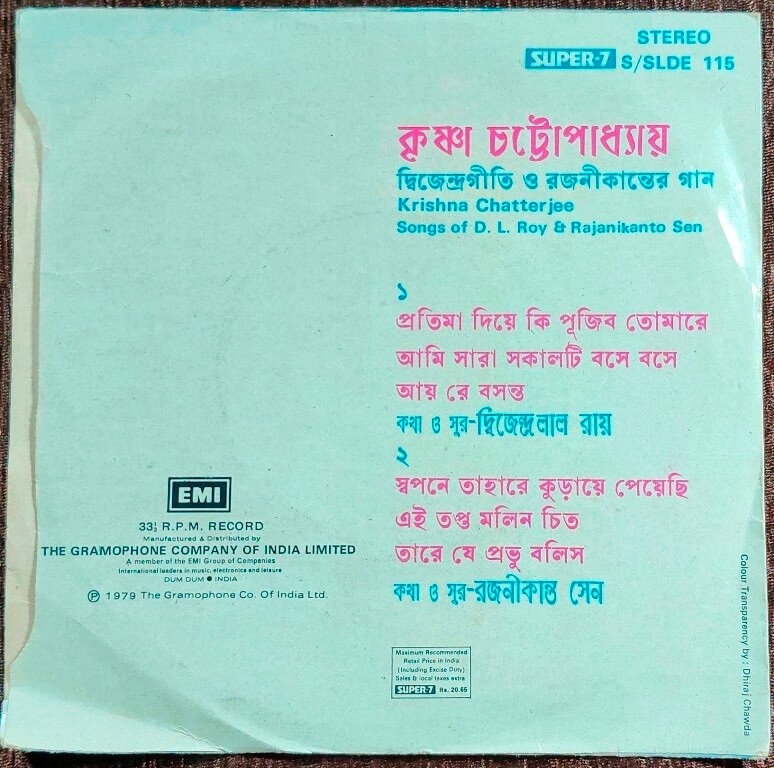 STEREO
SUPER-7 S/SLDE 115
কৃষ্ণা চট্টোপাধ্যায়
দ্বিজেন্দ্রগীতি ও রজনীকান্তের গান
Krishna Chatterjee
Songs of D. L. Roy & Rajanikanto Sen
১
প্রতিমা দিয়ে কি পূজিব তোমারে
আমি সারা সকালটি বসে বসে
আয় রে বসন্ত
কথা ও সুর-দ্বিজেন্দ্রলাল রায়
২
স্বপনে তাহারে কুড়ায়ে পেয়েছি
এই তপ্ত মলিন চিত
তারে যে প্রভু বলিস
কথা ও সুর-রজনীকান্ত সেন
EMI
33⅓ R.P.M. RECORD
Manufactured & Distributed by
THE GRAMOPHONE COMPANY OF INDIA LIMITED
A member of the EMI Group of Companies
International leaders in music, electronics and leisure
DUM DUM ● INDIA
Ⓟ 1979 The Gramophone Co. Of India Ltd.
Maximum Recommended
Retail Price in India
(Including Excise Duty)
Sales & local taxes extra
SUPER-7 Rs. 20.65
Colour Transparency by : Dhiraj Chawda